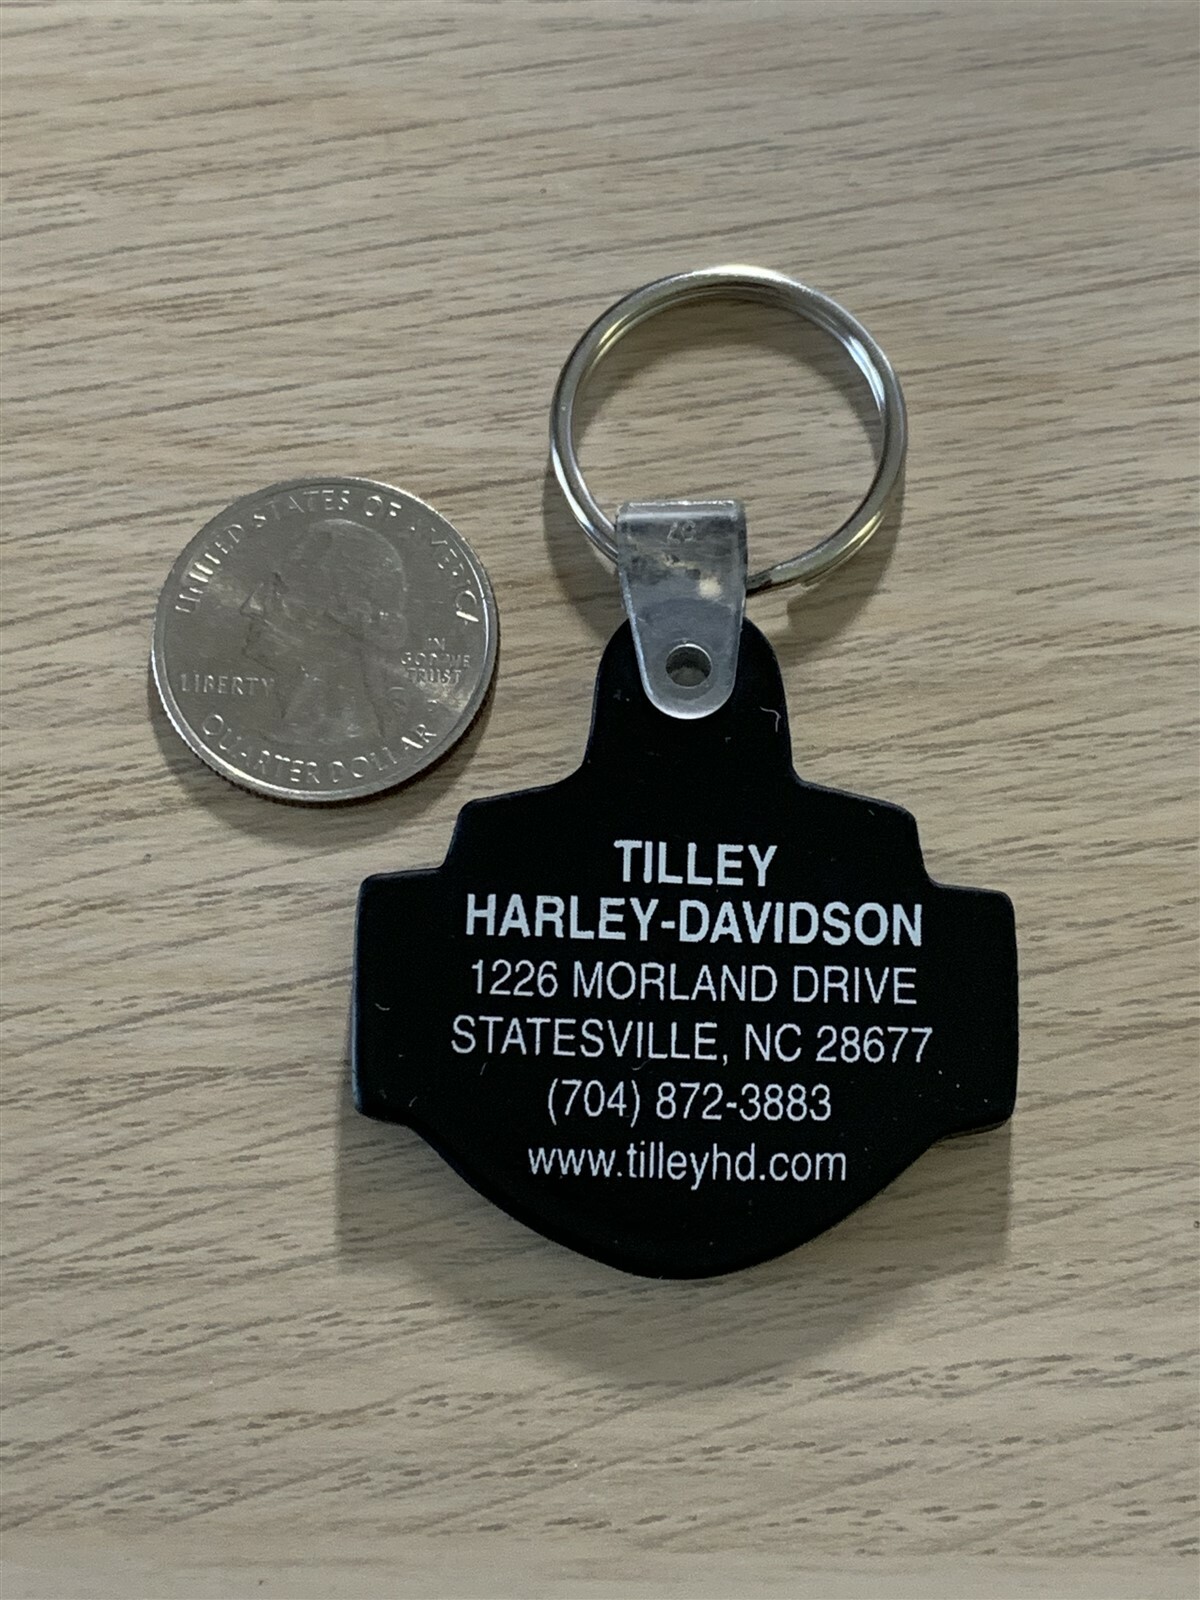 UNITED STATES OF AMERICA
LIBERTY
IN
GOD WE
TRUST
QUARTER DOLLAR
TILLEY
HARLEY-DAVIDSON
1226 MORLAND DRIVE
STATESVILLE, NC 28677
(704) 872-3883
www.tilleyhd.com